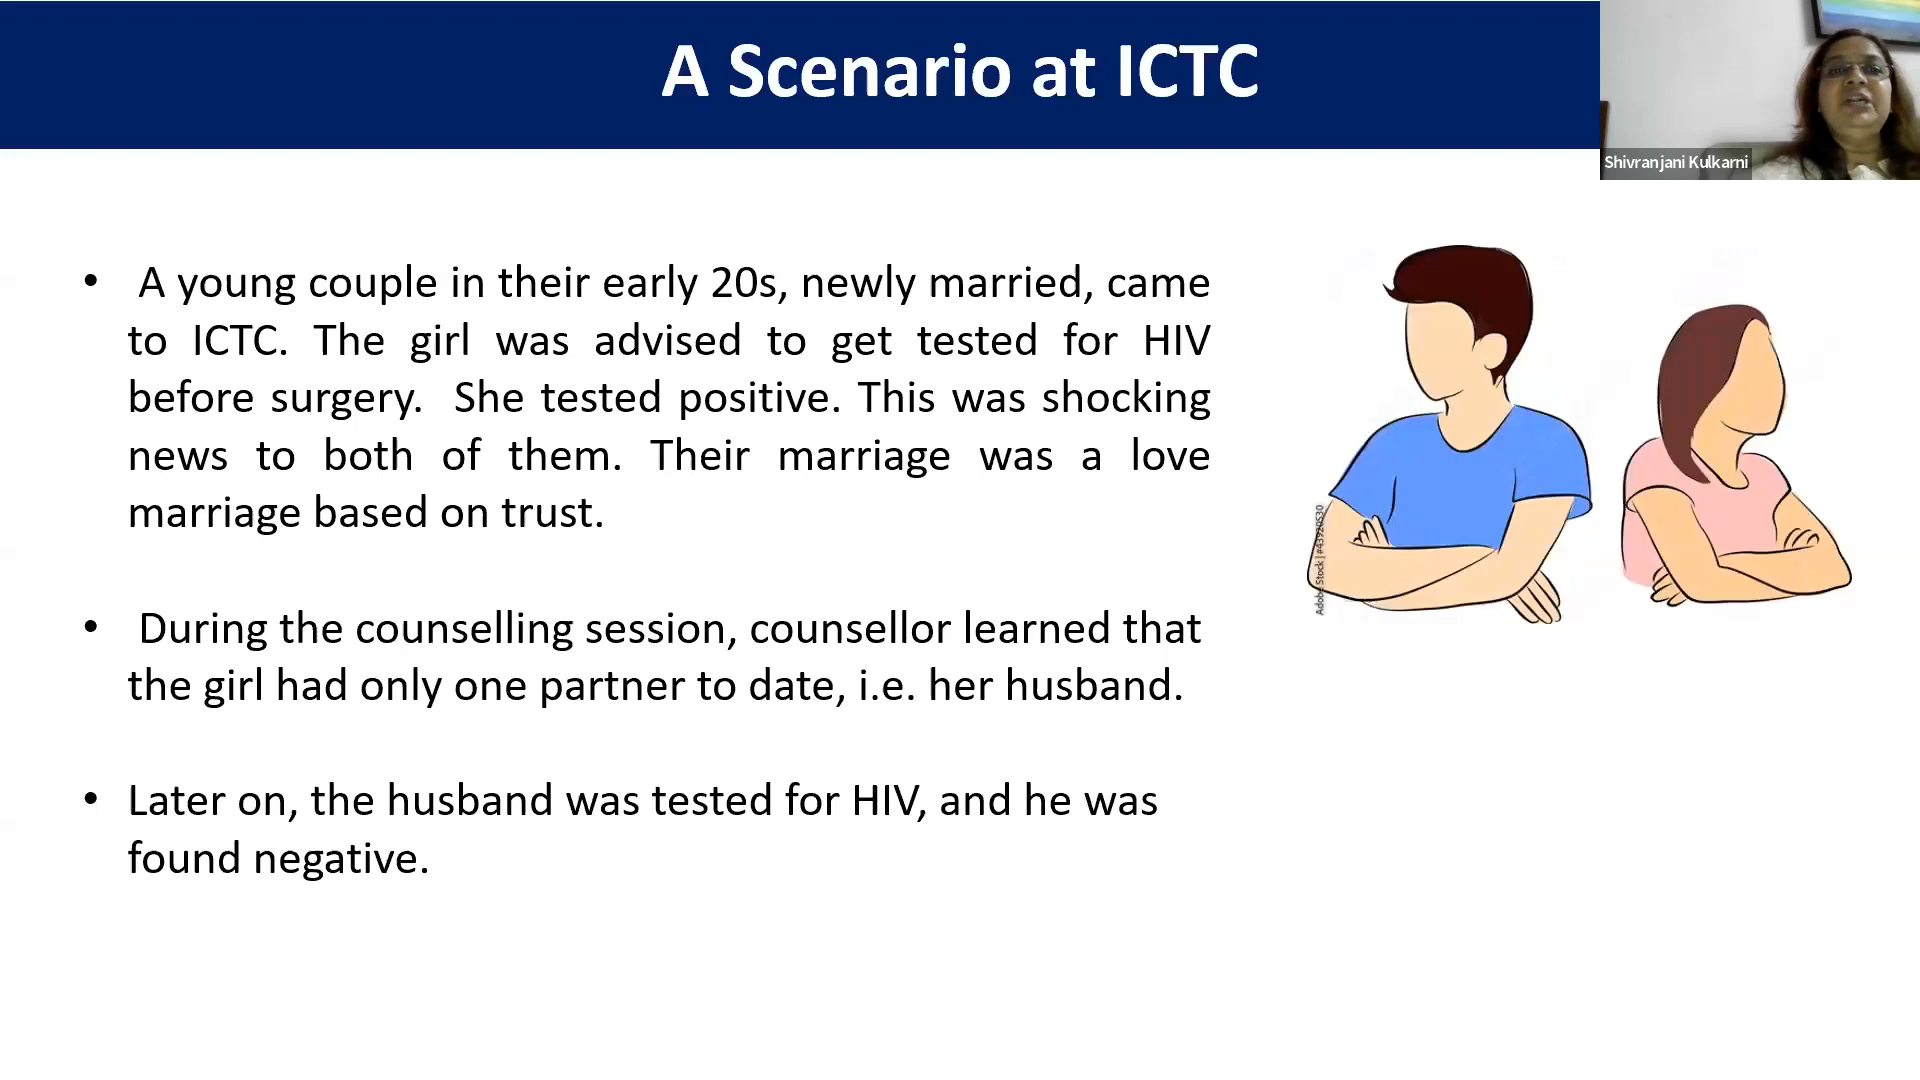 A Scenario at ICTC
Shivranjani Kulkarni
• A young couple in their early 20s, newly married, came
to ICTC. The girl was advised to get tested for HIV
before surgery. She tested positive. This was shocking
news to both of them. Their marriage was a love
marriage based on trust.
• During the counselling session, counsellor learned that
the girl had only one partner to date, i.e. her husband.
• Later on, the husband was tested for HIV, and he was
found negative.
Adobe Stock | #